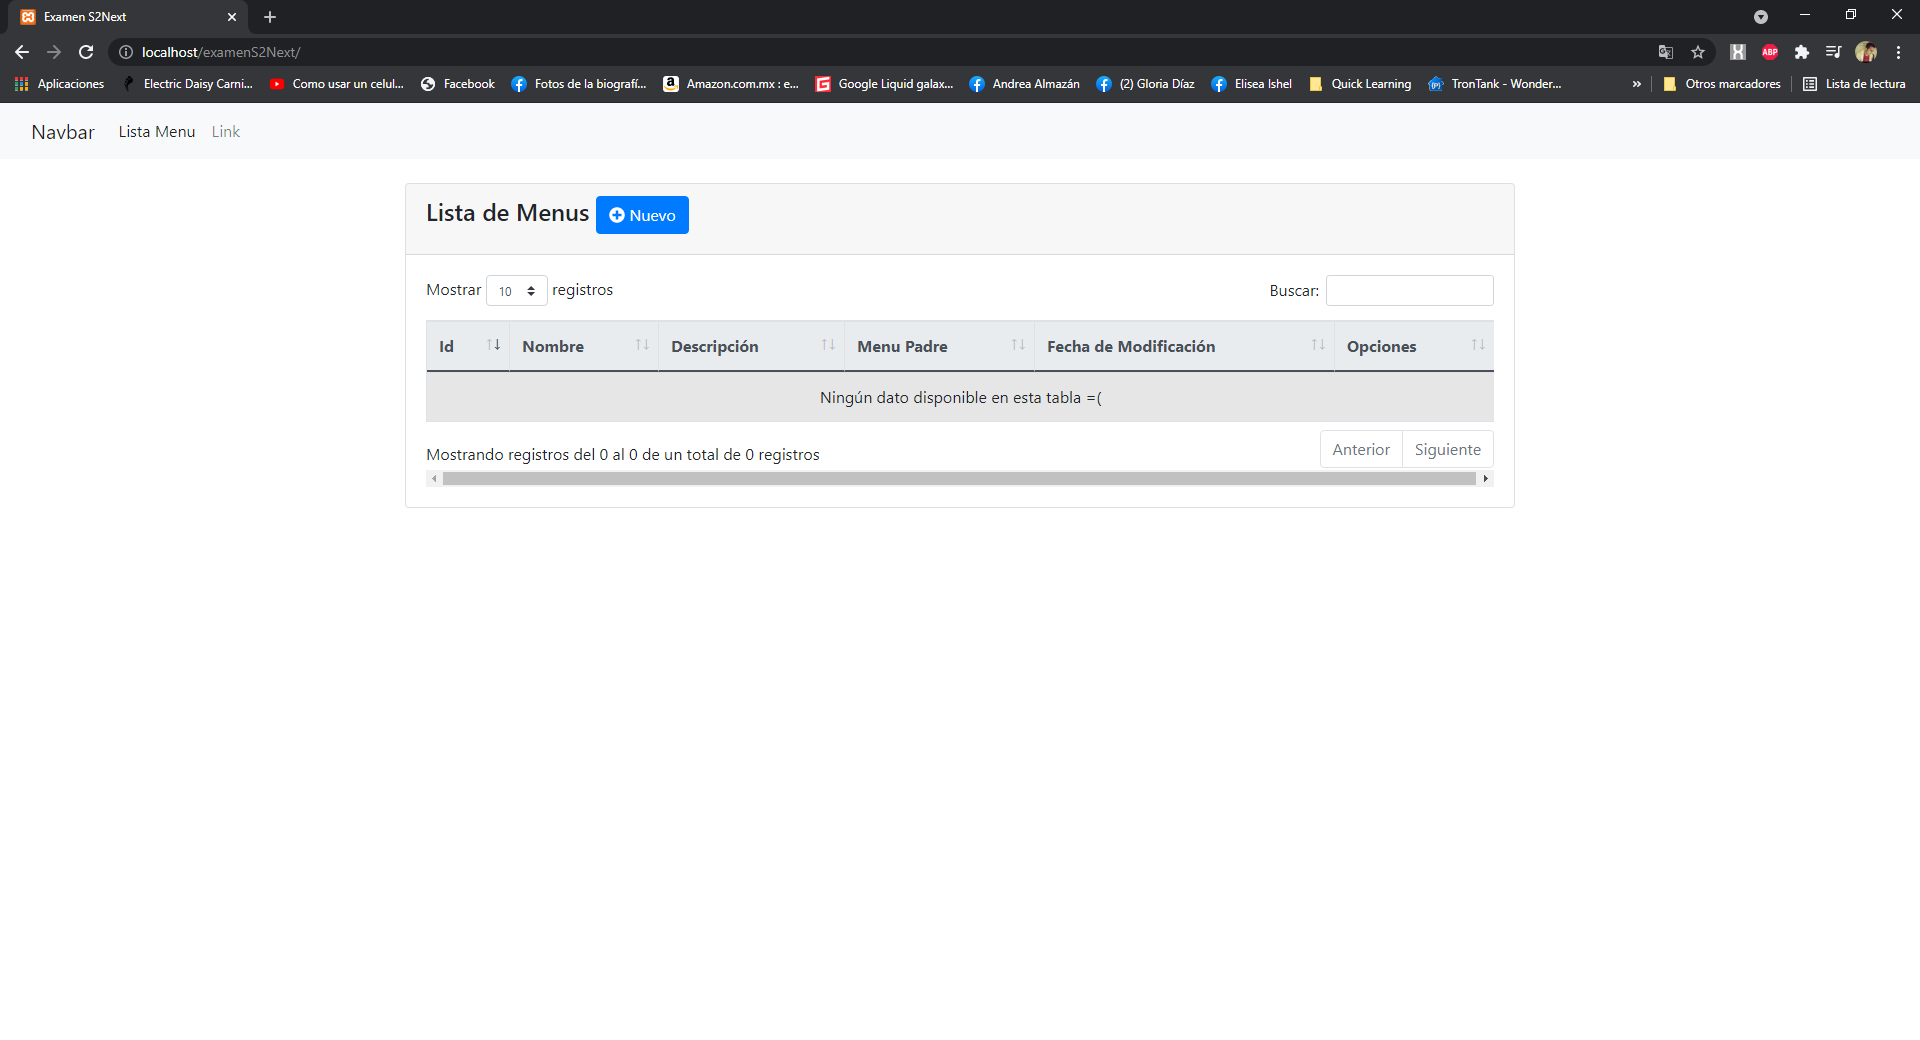 Examen S2Next
localhost/examenS2Next/
ABP
Aplicaciones Electric Daisy Carni... Como usar un celul... Facebook Fotos de la biografí... Amazon.com.mx : e... Google Liquid galax... Andrea Almazán (2) Gloria Díaz Elisea Ishel Quick Learning TronTank - Wonder... » Otros marcadores Lista de lectura
Navbar Lista Menu Link
Lista de Menus Nuevo
Mostrar 10 registros Buscar:
Id Nombre Descripción Menu Padre Fecha de Modificación Opciones
Ningún dato disponible en esta tabla =(
Mostrando registros del 0 al 0 de un total de 0 registros Anterior Siguiente